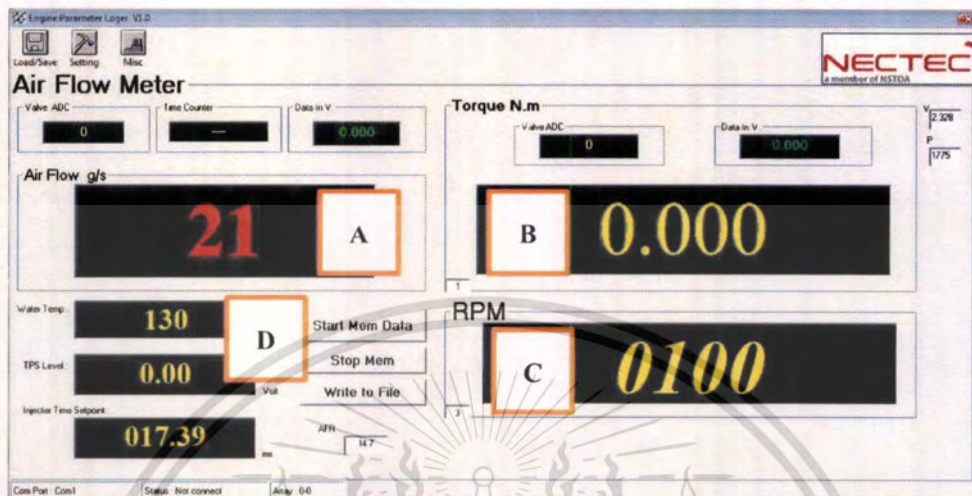 Engine Parameter Loger V1.0
Load/Save Setting Misc
NECTEC
a member of NSTDA
Air Flow Meter
Valve ADC
0
Time Counter
---
Data In V
0.000
Air Flow g/s
21
A
Torque N.m
Valve ADC
0
Data in V
0.000
V
2.328
P
1775
B
0.000
1
Water Temp :
130
D
TPS Level :
0.00
Volt
Start Mem Data
Stop Mem
Write to File
Injector Time Setpoint
017.39
ms
AFR
14.7
RPM
C
0100
3
Com Port : Com1
Status Not connect
Array 0-0